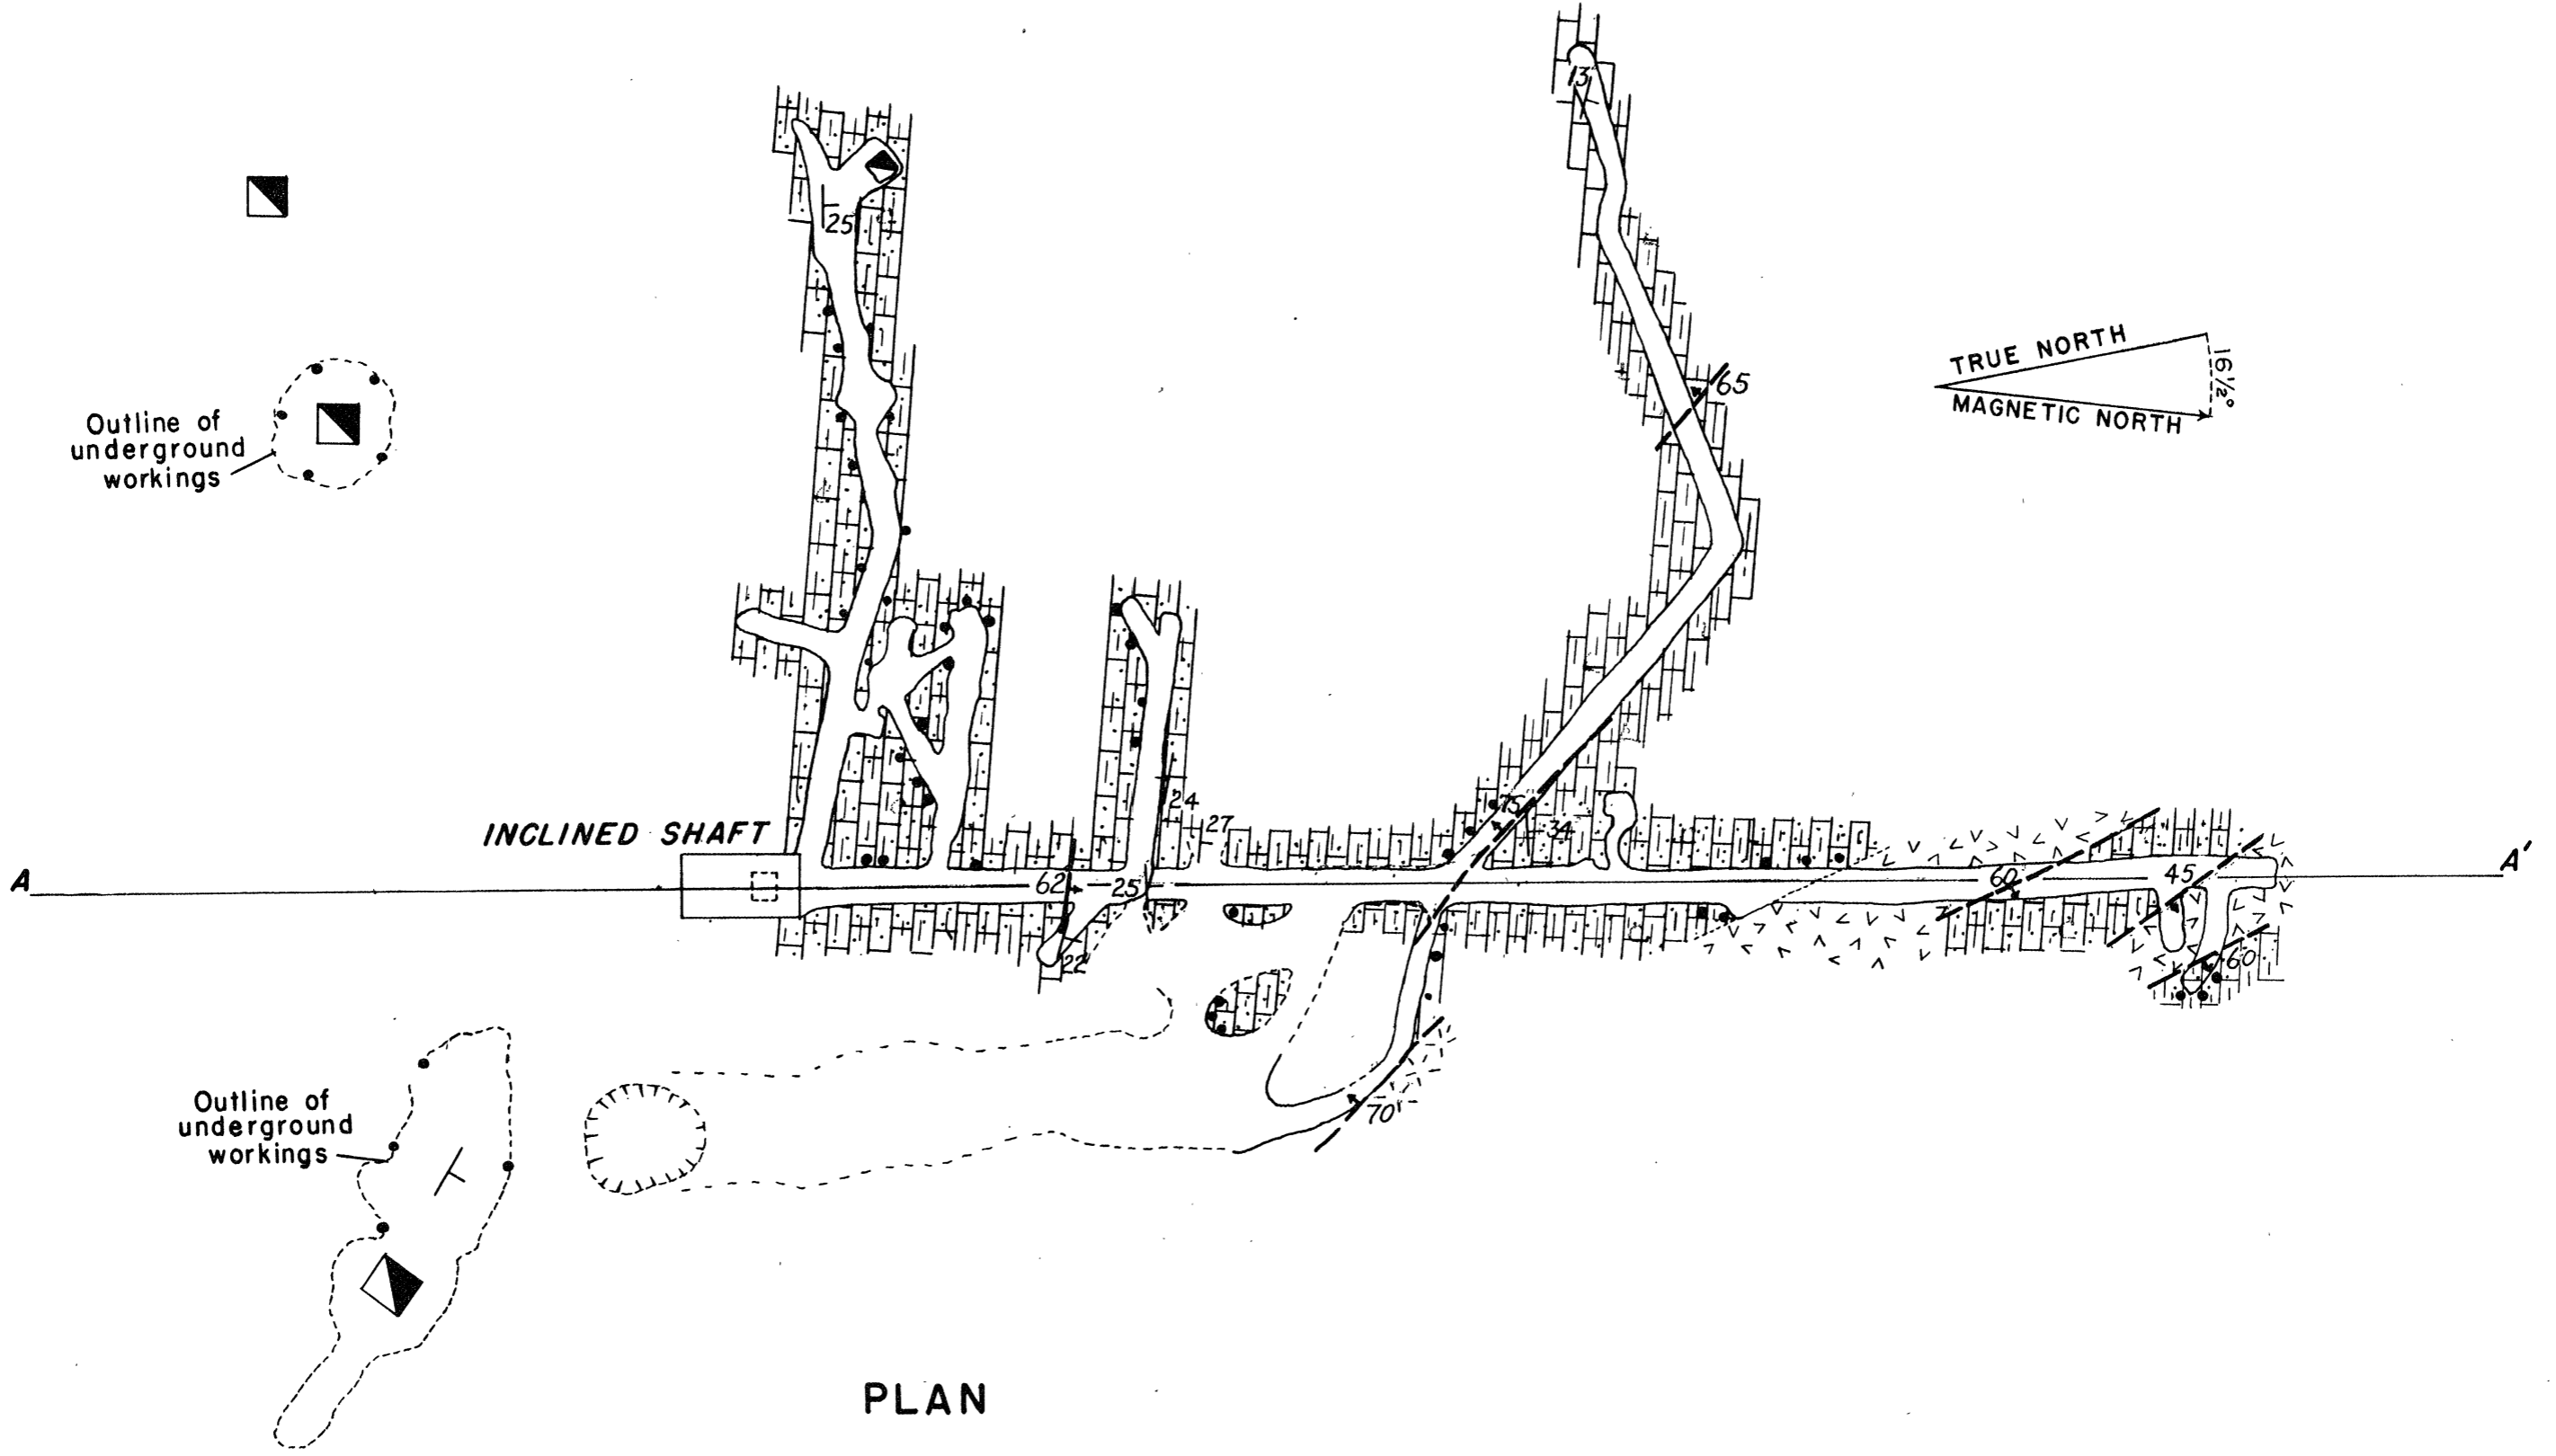 13
25
65
TRUE NORTH
16½°
MAGNETIC NORTH
Outline of
underground
workings
24
75
27
34
INCLINED SHAFT
A
62
25
60
45
A'
22
60
Outline of
underground
workings
70
PLAN